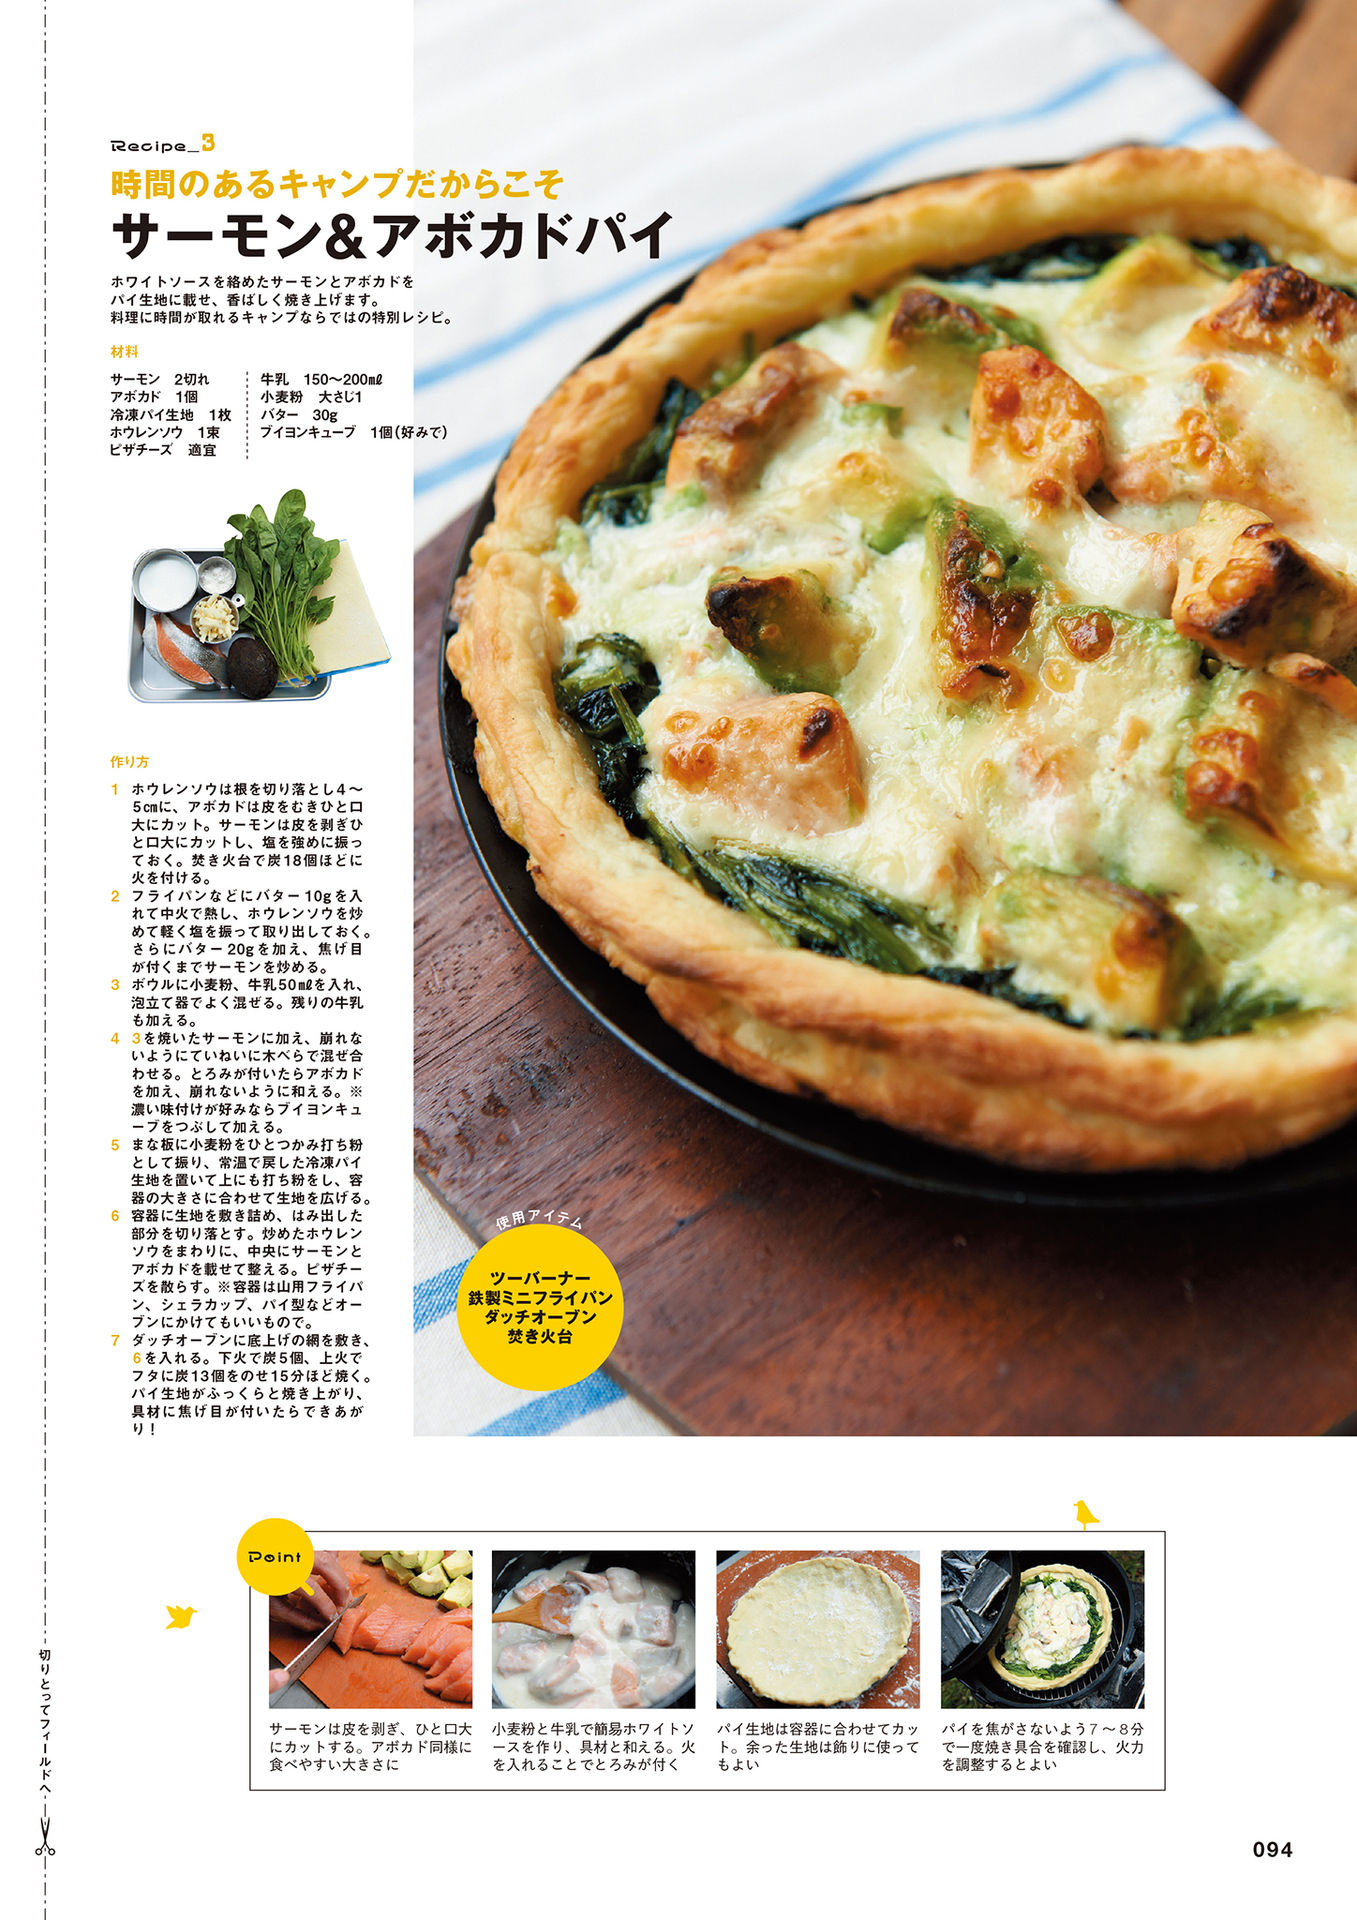 Recipe_3
時間のあるキャンプだからこそ
サーモン&アボカドパイ
ホワイトソースを絡めたサーモンとアボカドを
パイ生地に載せ、香ばしく焼き上げます。
料理に時間が取れるキャンプならではの特別レシピ。
材料
サーモン　2切れ
アボカド　1個
冷凍パイ生地　1枚
ホウレンソウ　1束
ピザチーズ　適宜
牛乳　150〜200㎖
小麦粉　大さじ1
バター　30g
ブイヨンキューブ　1個(好みで)
作り方
1 ホウレンソウは根を切り落とし4〜
5㎝に、アボカドは皮をむきひと口
大にカット。サーモンは皮を剥ぎひ
と口大にカットし、塩を強めに振っ
ておく。焚き火台で炭18個ほどに
火を付ける。
2 フライパンなどにバター10gを入
れて中火で熱し、ホウレンソウを炒
めて軽く塩を振って取り出しておく。
さらにバター20gを加え、焦げ目
が付くまでサーモンを炒める。
3 ボウルに小麦粉、牛乳50㎖を入れ、
泡立て器でよく混ぜる。残りの牛乳
も加える。
4 3を焼いたサーモンに加え、崩れな
いようにていねいに木べらで混ぜ合
わせる。とろみが付いたらアボカド
を加え、崩れないように和える。※
濃い味付けが好みならブイヨンキュ
ーブをつぶして加える。
5 まな板に小麦粉をひとつかみ打ち粉
として振り、常温で戻した冷凍パイ
生地を置いて上にも打ち粉をし、容
器の大きさに合わせて生地を広げる。
6 容器に生地を敷き詰め、はみ出した
部分を切り落とす。炒めたホウレン
ソウをまわりに、中央にサーモンと
アボカドを載せて整える。ピザチー
ズを散らす。※容器は山用フライパ
ン、シェラカップ、パイ型などオー
ブンにかけてもいいもので。
7 ダッチオーブンに底上げの網を敷き、
6を入れる。下火で炭5個、上火で
フタに炭13個をのせ15分ほど焼く。
パイ生地がふっくらと焼き上がり、
具材に焦げ目が付いたらできあが
り！
使用アイテム
ツーバーナー
鉄製ミニフライパン
ダッチオーブン
焚き火台
Point
サーモンは皮を剥ぎ、ひと口大
にカットする。アボカド同様に
食べやすい大きさに
小麦粉と牛乳で簡易ホワイトソ
ースを作り、具材と和える。火
を入れることでとろみが付く
パイ生地は容器に合わせてカッ
ト。余った生地は飾りに使って
もよい
パイを焦がさないよう7〜8分
で一度焼き具合を確認し、火力
を調整するとよい
切りとってフィールドへ
094